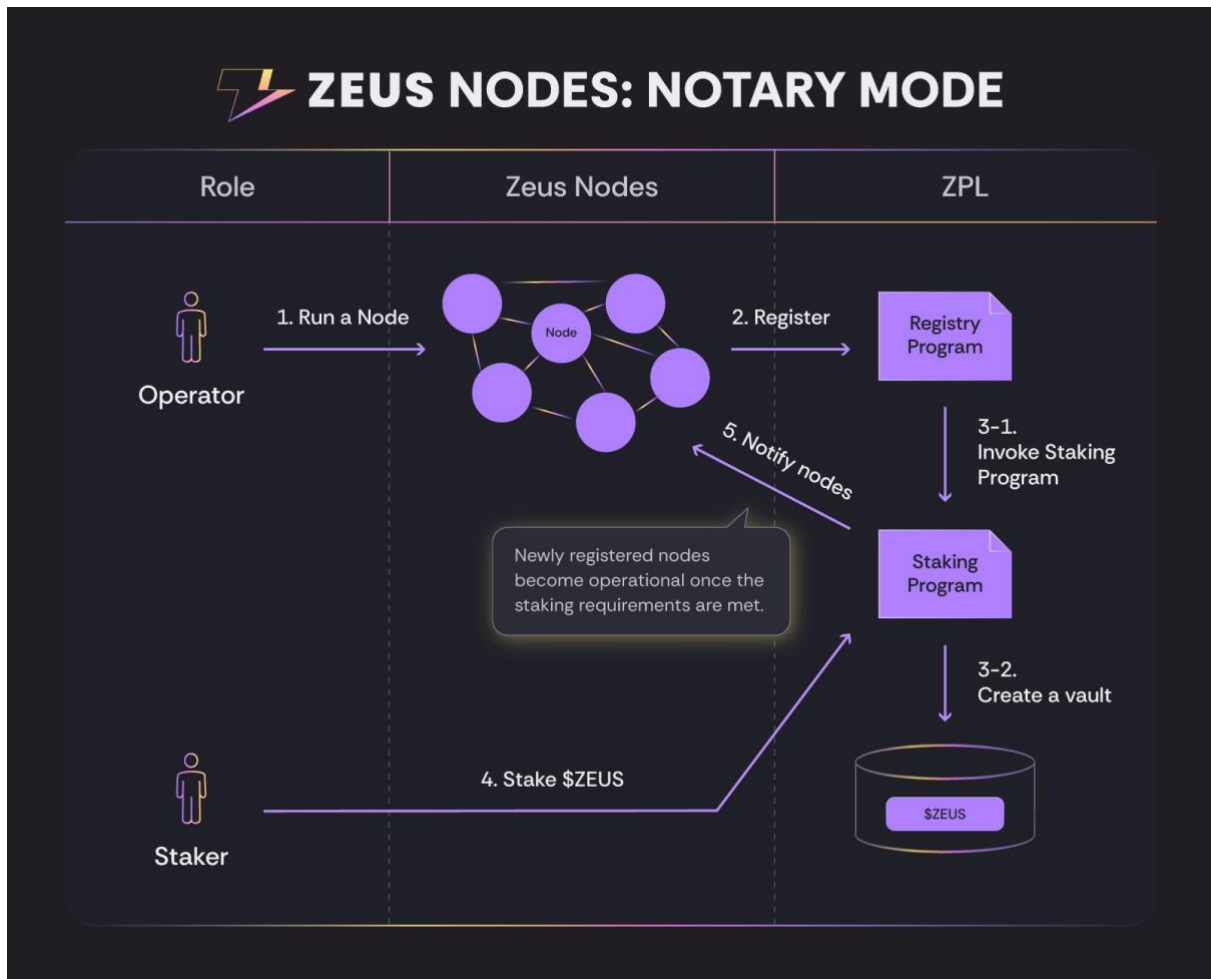 ZEUS NODES: NOTARY MODE
Role
Zeus Nodes
ZPL
1. Run a Node
Operator
Node
2. Register
Registry
Program
3-1.
Invoke Staking
Program
5. Notify nodes
Newly registered nodes
become operational once the
staking requirements are met.
Staking
Program
3-2.
Create a vault
4. Stake $ZEUS
Staker
$ZEUS